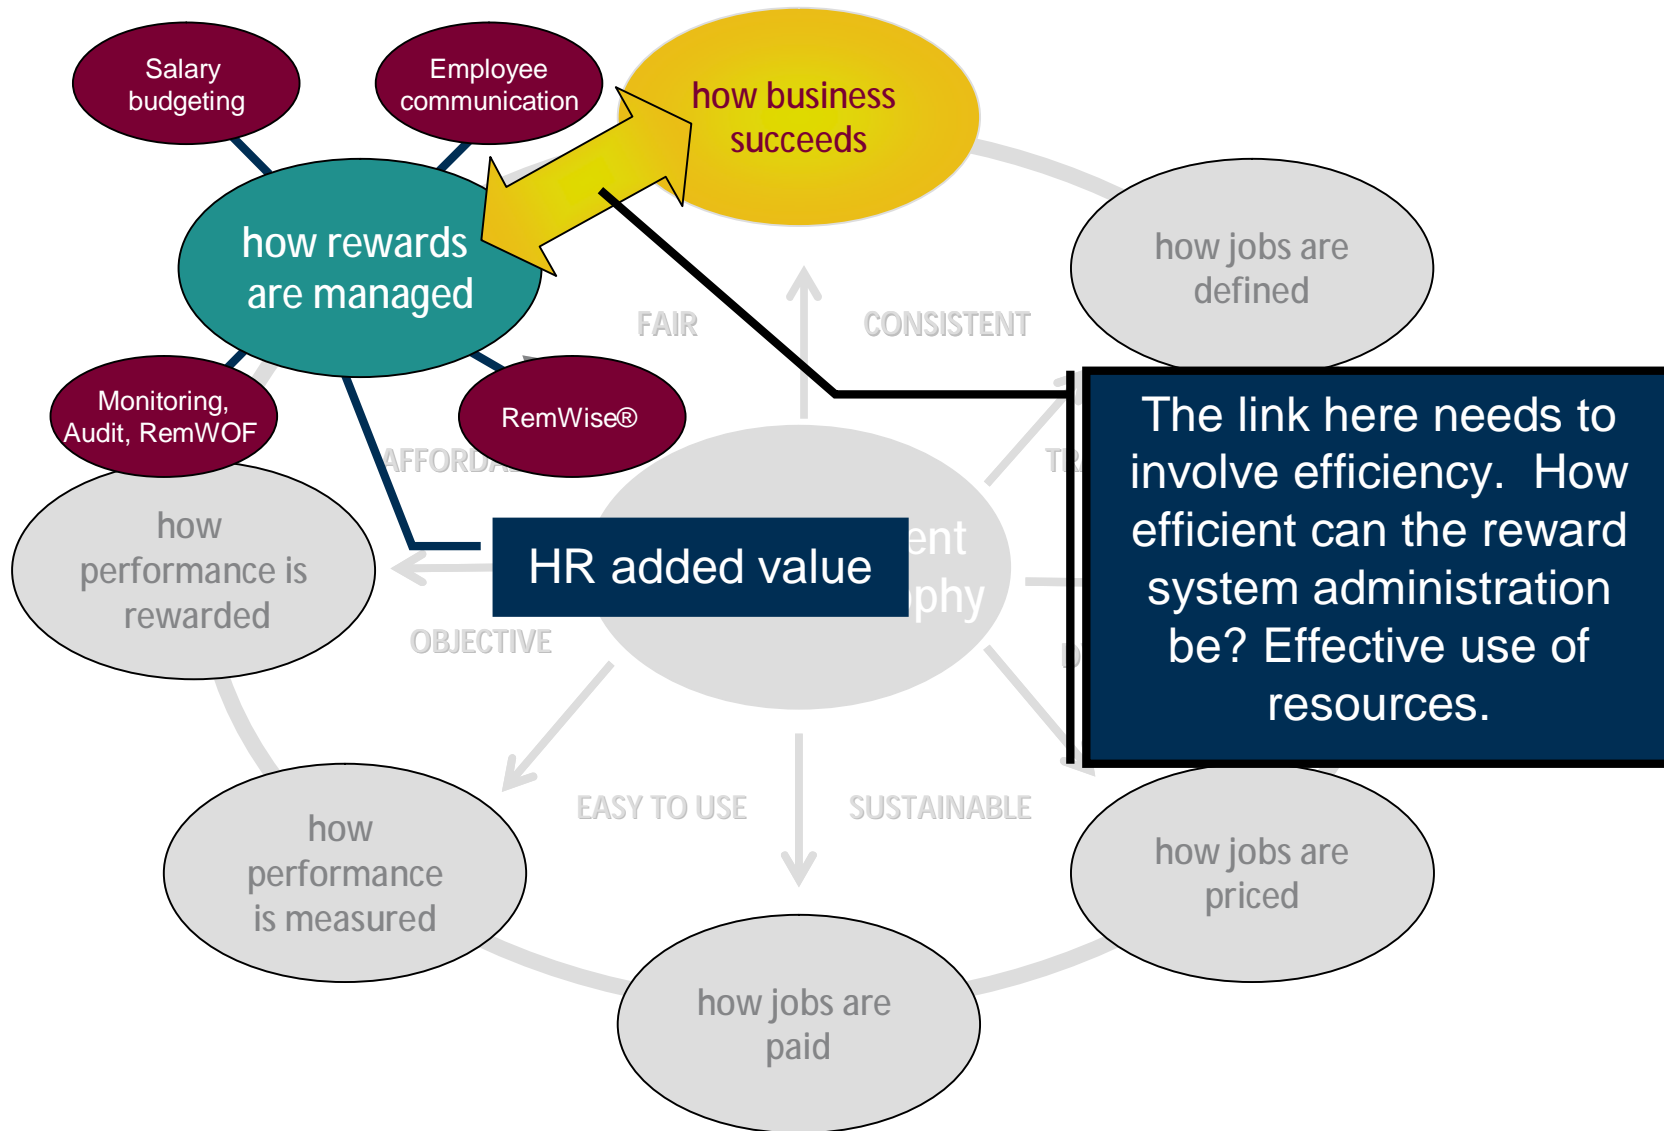 Salary
budgeting
Employee
communication
how business
succeeds
how rewards
are managed
how jobs are
defined
FAIR
CONSISTENT
Monitoring,
Audit, RemWOF
RemWise®
The link here needs to
involve efficiency.  How
efficient can the reward
system administration
be? Effective use of
resources.
how
performance is
rewarded
HR added value
OBJECTIVE
EASY TO USE
SUSTAINABLE
how
performance
is measured
how jobs are
priced
how jobs are
paid